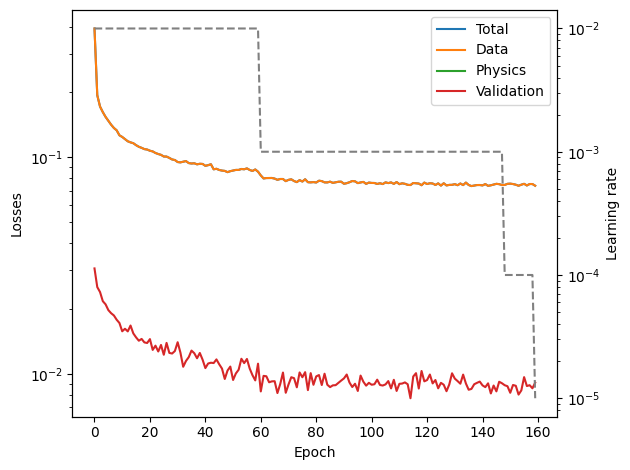 Total
Data
Physics
Validation
Losses
10⁻¹
10⁻²
10⁻²
10⁻³
10⁻⁴
10⁻⁵
Learning rate
0 20 40 60 80 100 120 140 160
Epoch